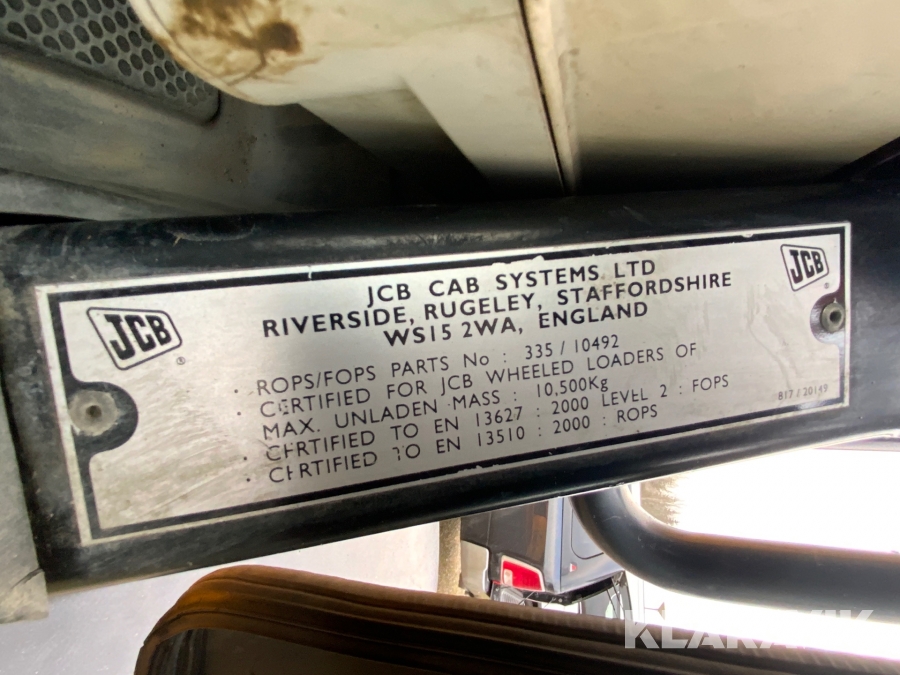 JCB CAB SYSTEMS LTD
RIVERSIDE, RUGELEY, STAFFORDSHIRE
WS15 2WA, ENGLAND
JCB ®
JCB
· ROPS/FOPS PARTS No : 335/10492
· CERTIFIED FOR JCB WHEELED LOADERS OF
MAX. UNLADEN MASS : 10,500Kg
· CERTIFIED TO EN 13627 : 2000 LEVEL 2 : FOPS
· CERTIFIED TO EN 13510 : 2000 : ROPS
817/20149
KLARAVIK